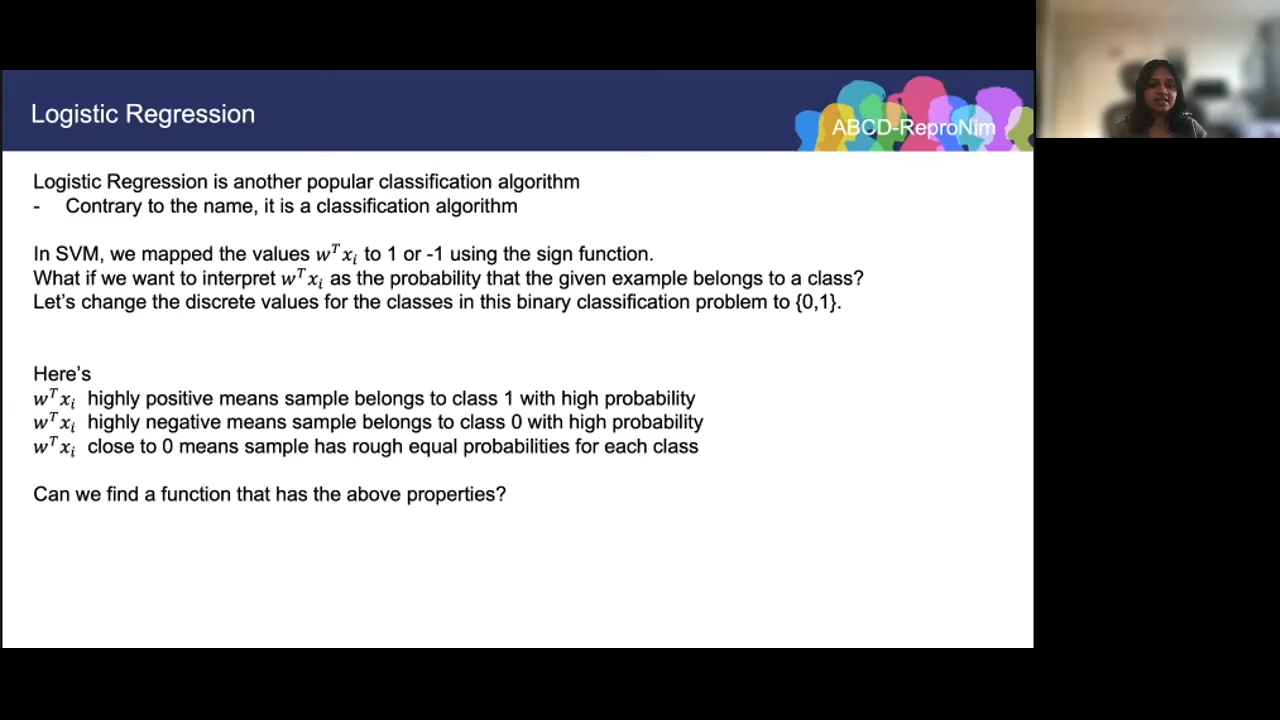 Logistic Regression
ABCD-ReproNim
Logistic Regression is another popular classification algorithm
- Contrary to the name, it is a classification algorithm
In SVM, we mapped the values wᵀxᵢ to 1 or -1 using the sign function.
What if we want to interpret wᵀxᵢ as the probability that the given example belongs to a class?
Let's change the discrete values for the classes in this binary classification problem to {0,1}.
Here's
wᵀxᵢ highly positive means sample belongs to class 1 with high probability
wᵀxᵢ highly negative means sample belongs to class 0 with high probability
wᵀxᵢ close to 0 means sample has rough equal probabilities for each class
Can we find a function that has the above properties?